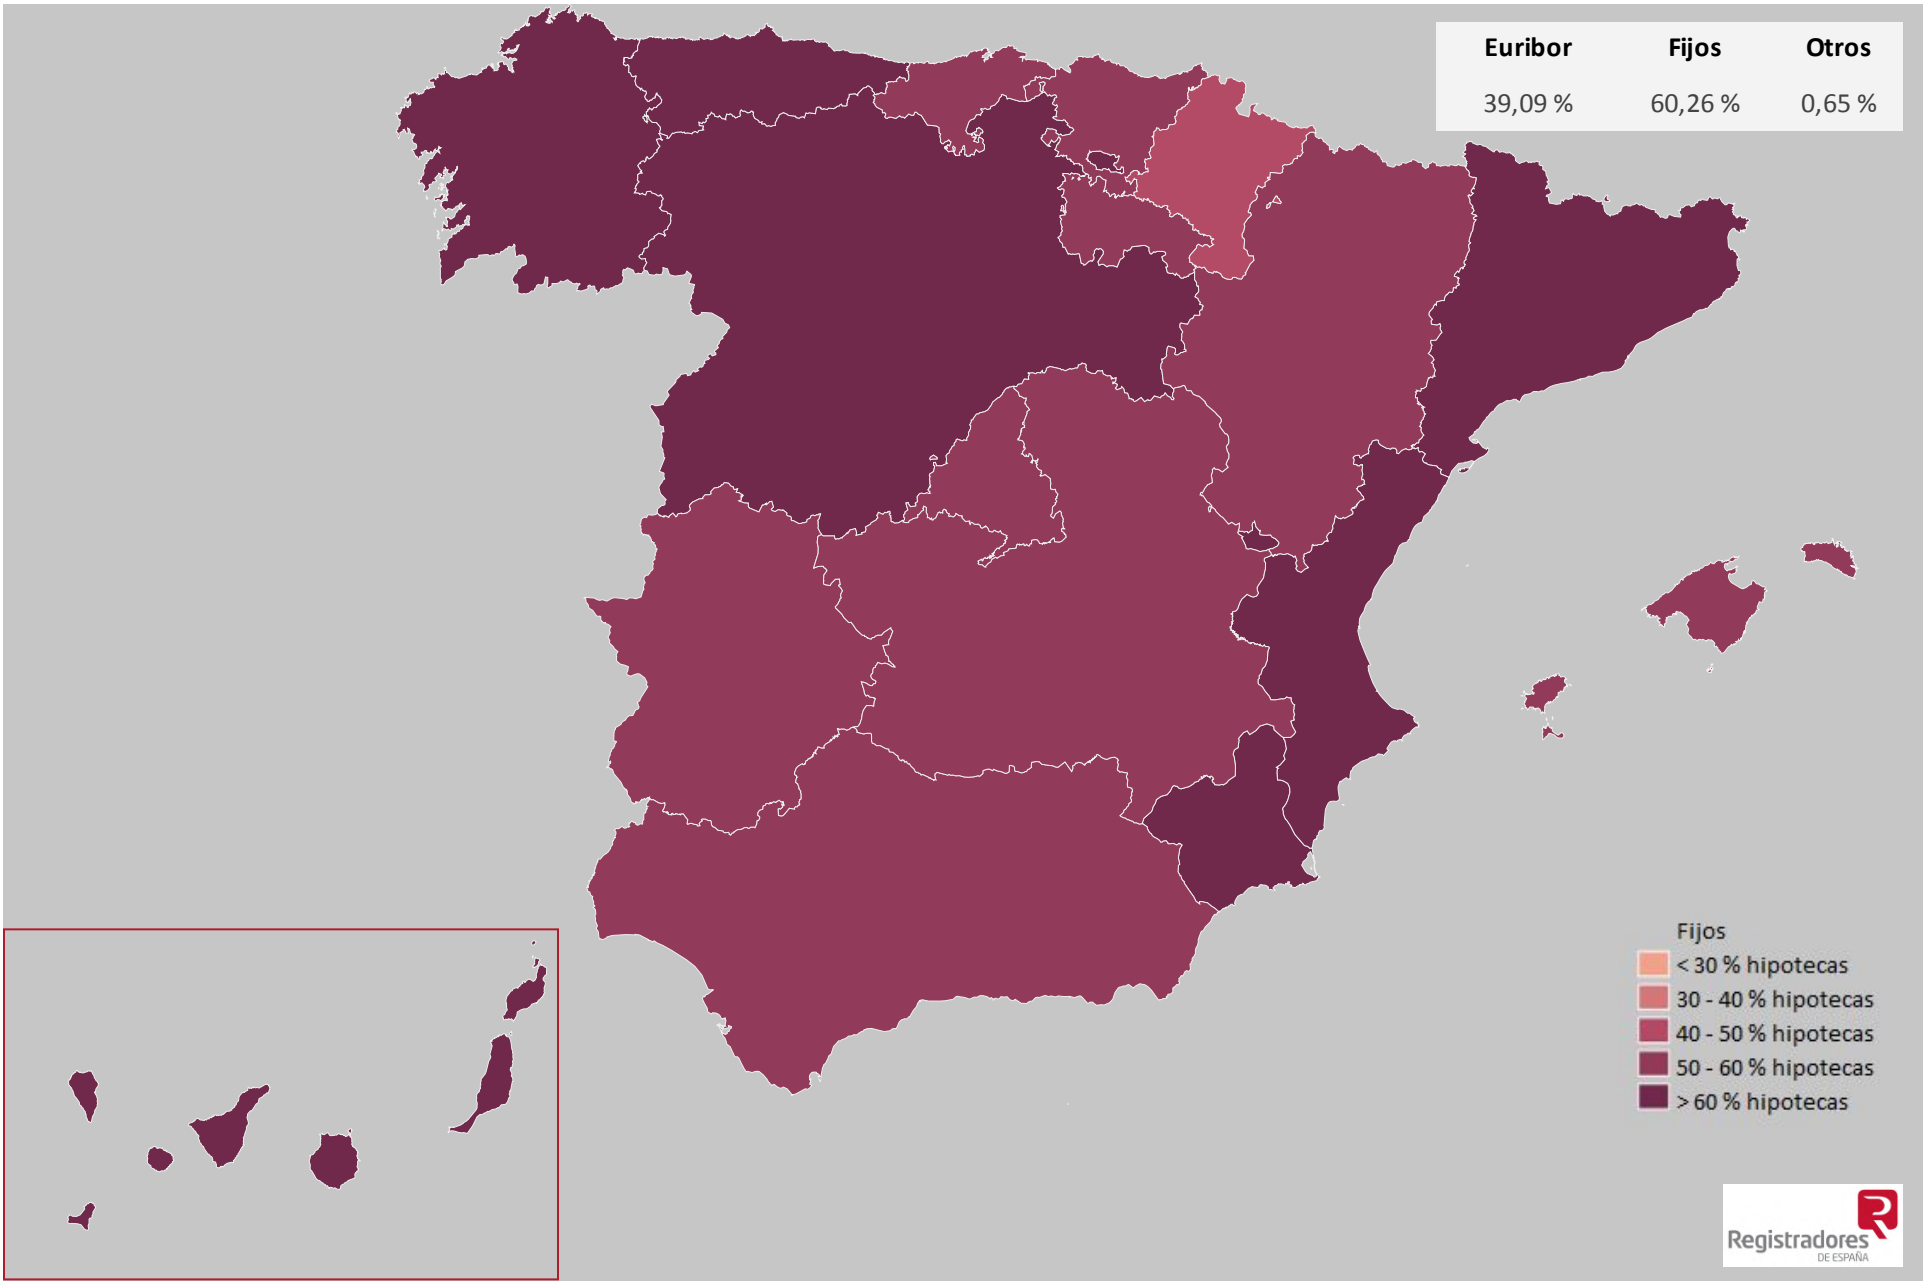 Euribor Fijos Otros
39,09 % 60,26 % 0,65 %
Fijos
< 30 % hipotecas
30 - 40 % hipotecas
40 - 50 % hipotecas
50 - 60 % hipotecas
> 60 % hipotecas
Registradores
DE ESPAÑA